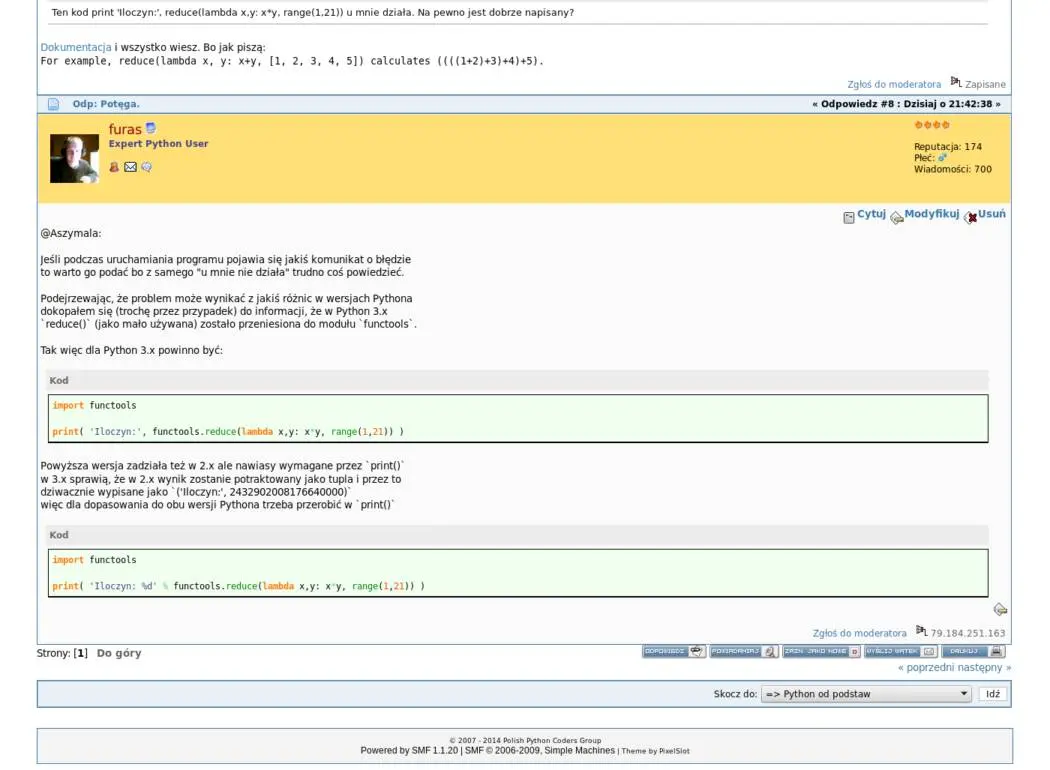 Ten kod print 'Iloczyn:', reduce(lambda x,y: x*y, range(1,21)) u mnie działa. Na pewno jest dobrze napisany?
Dokumentacja i wszystko wiesz. Bo jak piszą:
For example, reduce(lambda x, y: x+y, [1, 2, 3, 4, 5]) calculates ((((1+2)+3)+4)+5).
Zgłoś do moderatora Zapisane
Odp: Potęga.
« Odpowiedz #8 : Dzisiaj o 21:42:38 »
furas
Expert Python User
Reputacja: 174
Płeć:
Wiadomości: 700
Cytuj Modyfikuj Usuń
@Aszymala:
Jeśli podczas uruchamiania programu pojawia się jakiś komunikat o błędzie
to warto go podać bo z samego "u mnie nie działa" trudno coś powiedzieć.
Podejrzewając, że problem może wynikać z jakiś różnic w wersjach Pythona
dokopałem się (trochę przez przypadek) do informacji, że w Python 3.x
`reduce()` (jako mało używana) zostało przeniesiona do modułu `functools`.
Tak więc dla Python 3.x powinno być:
Kod
import functools
print( 'Iloczyn:', functools.reduce(lambda x,y: x*y, range(1,21)) )
Powyższa wersja zadziała też w 2.x ale nawiasy wymagane przez `print()`
w 3.x sprawią, że w 2.x wynik zostanie potraktowany jako tupla i przez to
dziwacznie wypisane jako `('Iloczyn:', 2432902008176640000)`
więc dla dopasowania do obu wersji Pythona trzeba przerobić w `print()`
Kod
import functools
print( 'Iloczyn: %d' % functools.reduce(lambda x,y: x*y, range(1,21)) )
Zgłoś do moderatora 79.184.251.163
Strony: [1] Do góry
ODPOWIEDZ POWIADAMIAJ ZAZN JAKO NOWE WYŚLIJ WĄTEK DRUKUJ
« poprzedni następny »
Skocz do: => Python od podstaw Idź
© 2007 - 2014 Polish Python Coders Group
Powered by SMF 1.1.20 | SMF © 2006-2009, Simple Machines | Theme by PixelSlot